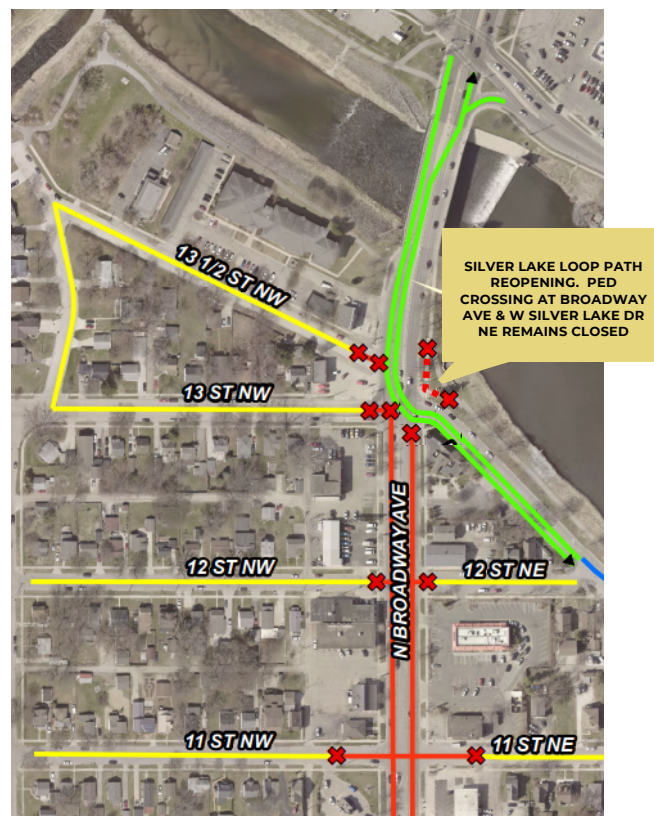 SILVER LAKE LOOP PATH
REOPENING. PED
CROSSING AT BROADWAY
AVE & W SILVER LAKE DR
NE REMAINS CLOSED
13 1/2 ST NW
13 ST NW
N BROADWAY AVE
12 ST NW
12 ST NE
11 ST NW
11 ST NE